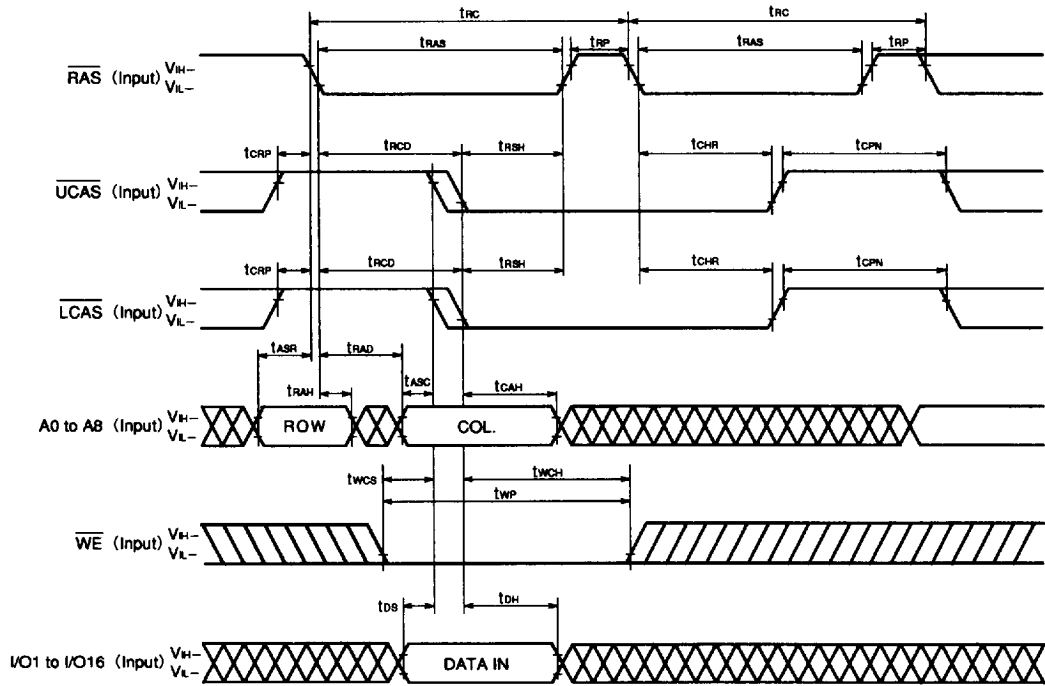 tRC tRC
tRAS tRP tRAS tRP
RAS (Input) VIH–
VIL–
tCRP tRCD tRSH tCHR tCPN
UCAS (Input) VIH–
VIL–
tCRP tRCD tRSH tCHR tCPN
LCAS (Input) VIH–
VIL–
tASR tRAD tASC
tRAH tCAH
A0 to A8 (Input) VIH– ROW COL.
VIL–
tWCS tWCH
tWP
WE (Input) VIH–
VIL–
tDS tDH
I/O1 to I/O16 (Input) VIH– DATA IN
VIL–